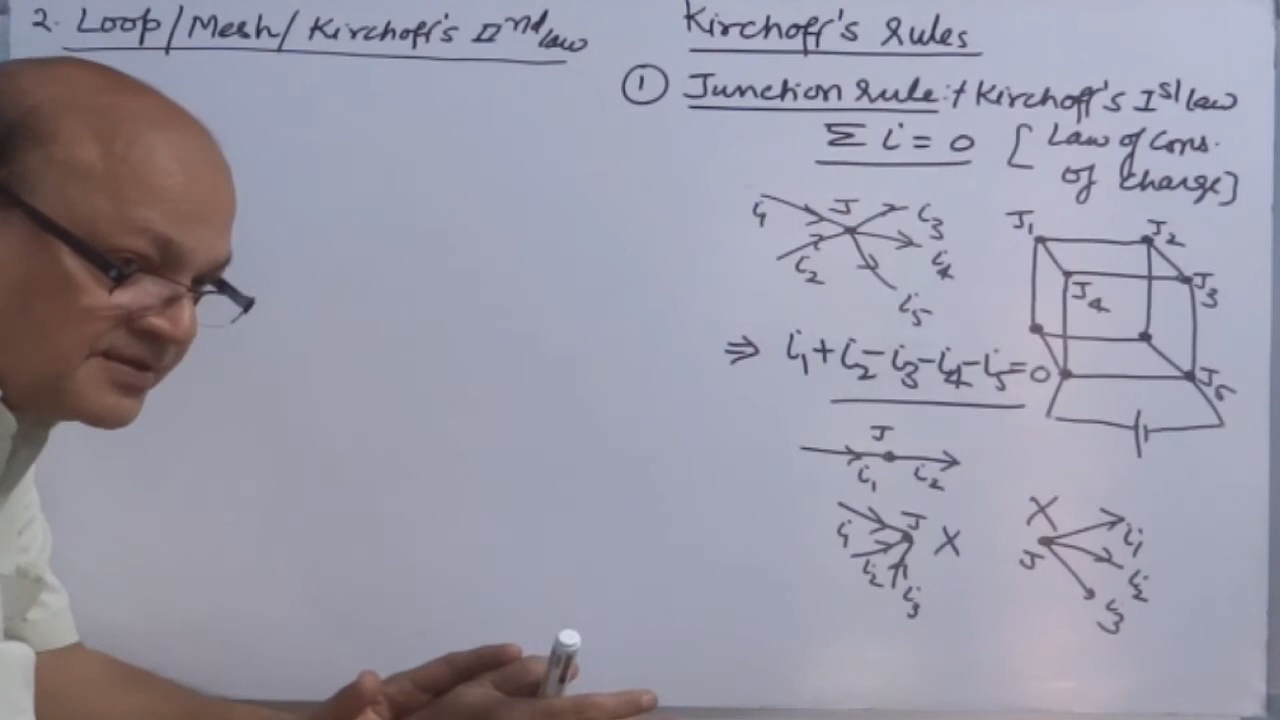 2. Loop/Mesh/Kirchoff's IInd law
Kirchoff's Rules
① Junction Rule:→ Kirchoff's Ist law
Σ i = 0 [Law of Cons.
of charge]
i1 J i3
i2 i4
i5
J1 J2
J4 J3
J6
⇒ i1+i2-i3-i4-i5=0
J
i1 i2
J X
i1
i2 i3
X
J i1
i2
i3